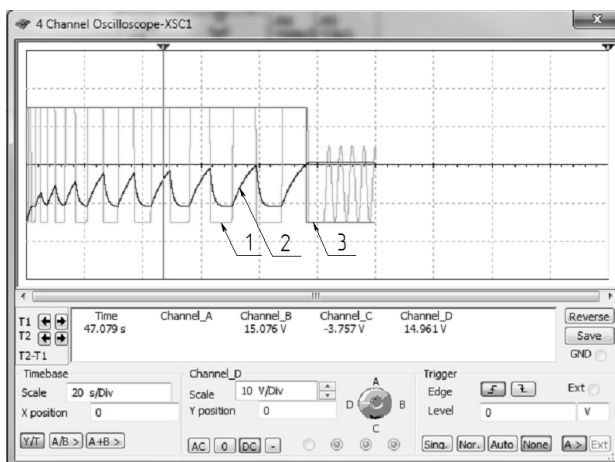 4 Channel Oscilloscope-XSC1
x
1
2
3
Time Channel_A Channel_B Channel_C Channel_D
T1 47.079 s 15.076 V -3.757 V 14.961 V
T2
T2-T1
Reverse
Save
GND
Timebase
Scale 20 s/Div
X position 0
Y/T A/B > A+B >
Channel_D
Scale 10 V/Div
Y position 0
AC 0 DC -
A
B
C
D
Trigger
Edge Ext
Level 0 V
Sing. Nor. Auto None A > Ext